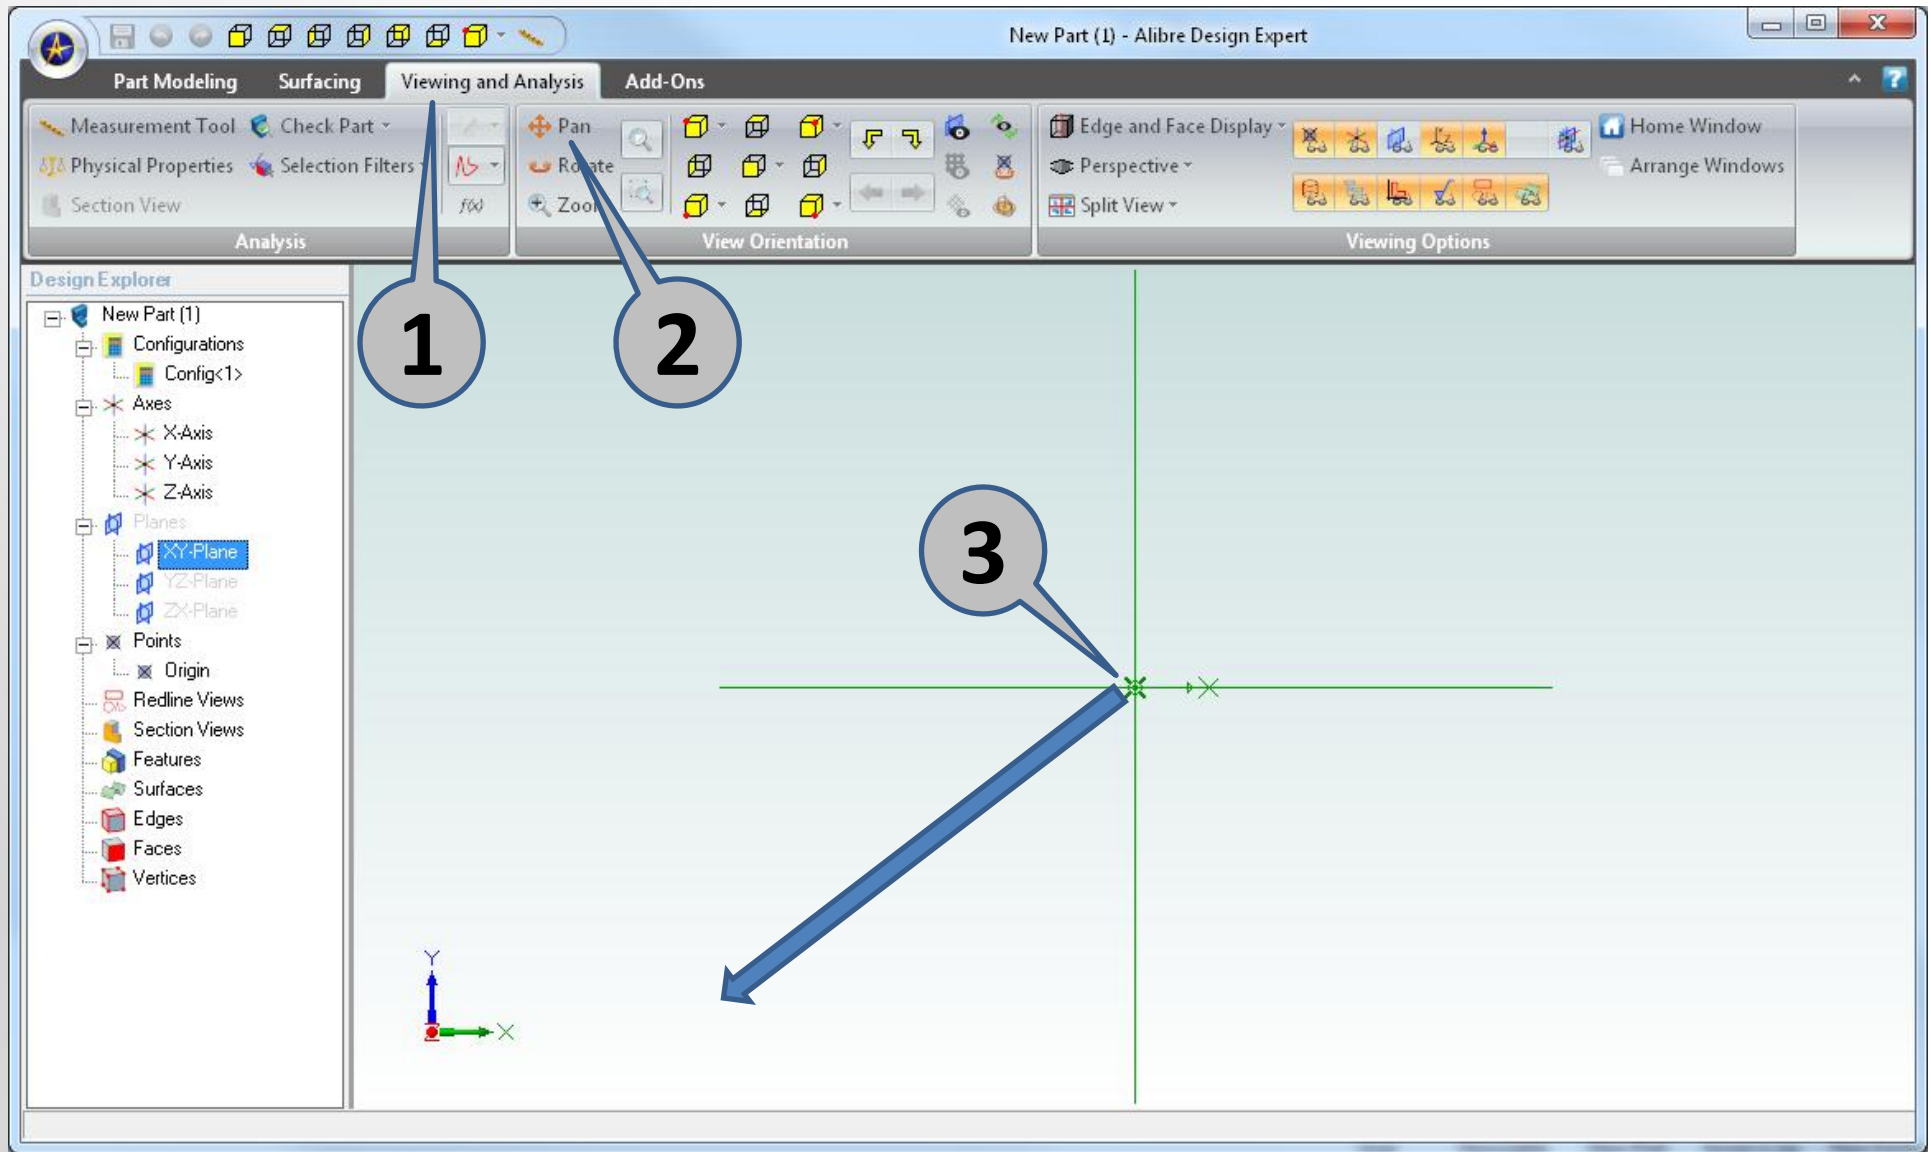 New Part (1) - Alibre Design Expert
Part Modeling Surfacing Viewing and Analysis Add-Ons
Measurement Tool Check Part Pan Edge and Face Display Home Window
Physical Properties Selection Filters Rotate Perspective Arrange Windows
Section View f(x) Zoom Split View
Analysis View Orientation Viewing Options
Design Explorer
New Part (1)
Configurations
Config<1>
Axes
X-Axis
Y-Axis
Z-Axis
Planes
XY-Plane
YZ-Plane
ZX-Plane
Points
Origin
Redline Views
Section Views
Features
Surfaces
Edges
Faces
Vertices
1
2
3
X
Y
X
Z